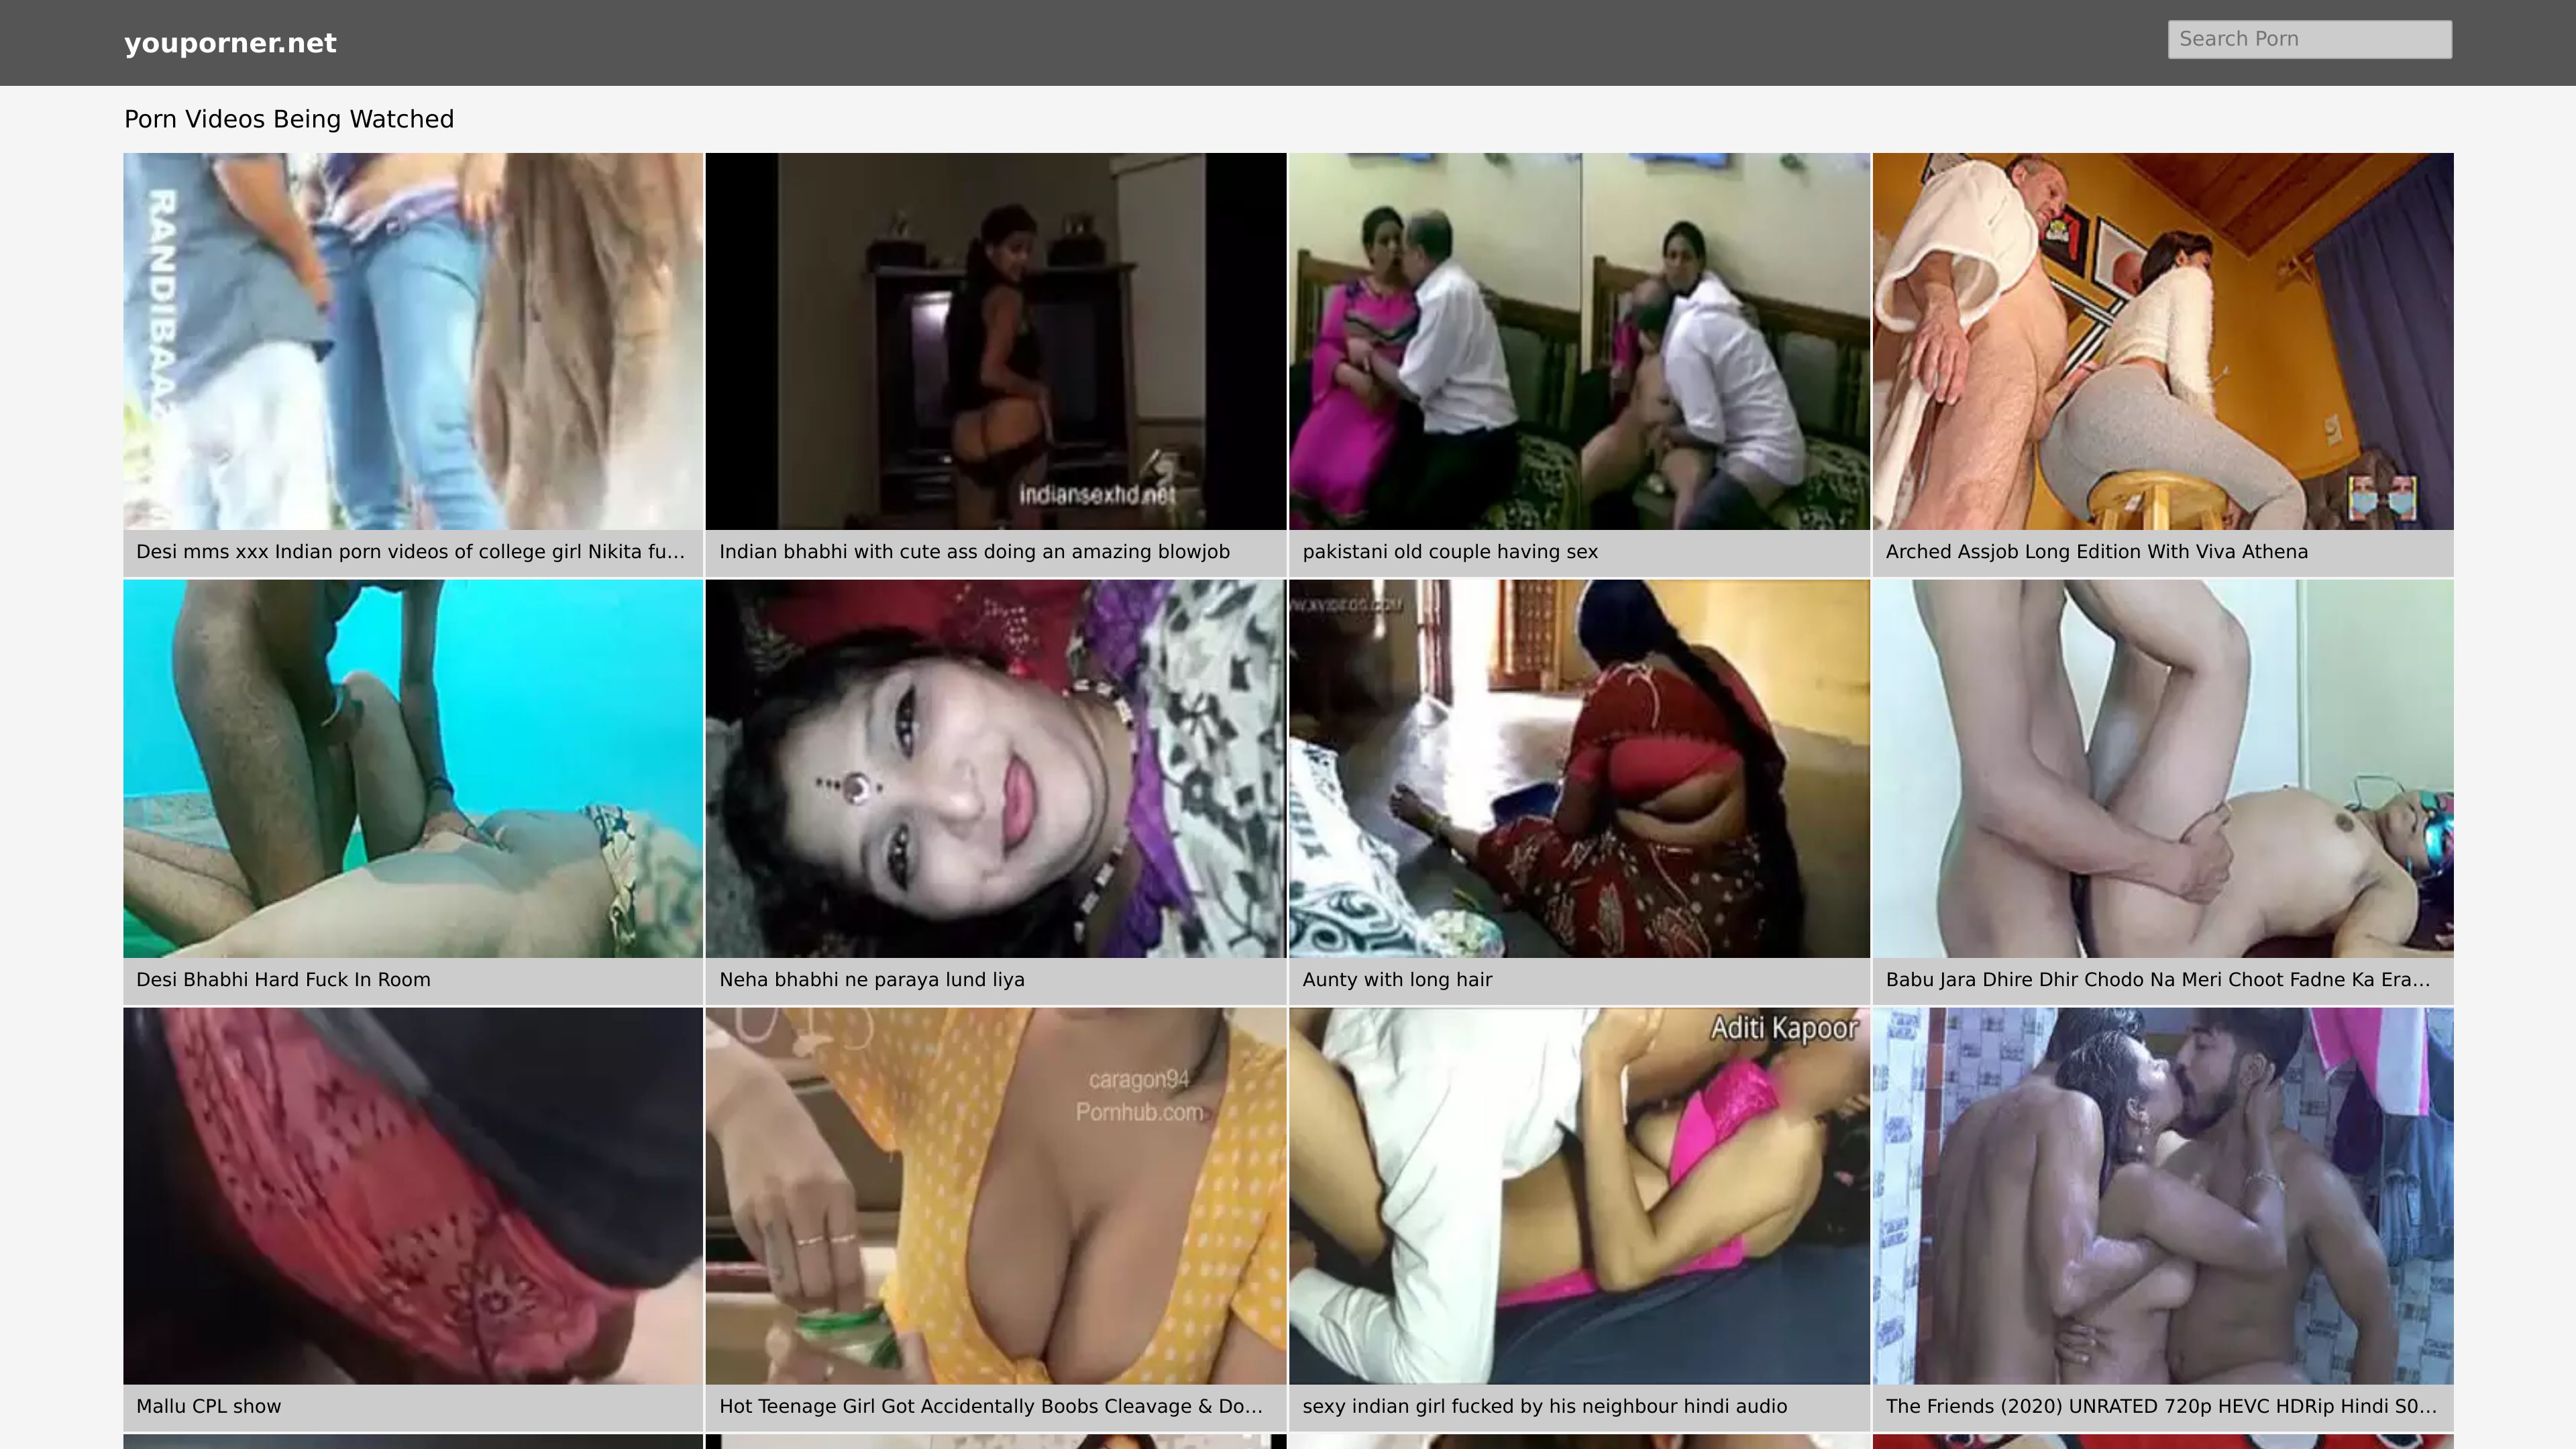 youporner.net
Search Porn
Porn Videos Being Watched
RANDIBAAZ
indiansexhd.net
Desi mms xxx Indian porn videos of college girl Nikita fu...
Indian bhabhi with cute ass doing an amazing blowjob
pakistani old couple having sex
Arched Assjob Long Edition With Viva Athena
Desi Bhabhi Hard Fuck In Room
Neha bhabhi ne paraya lund liya
Aunty with long hair
Babu Jara Dhire Dhir Chodo Na Meri Choot Fadne Ka Era...
caragon94
Pornhub.com
Aditi Kapoor
Mallu CPL show
Hot Teenage Girl Got Accidentally Boobs Cleavage & Do...
sexy indian girl fucked by his neighbour hindi audio
The Friends (2020) UNRATED 720p HEVC HDRip Hindi S0...